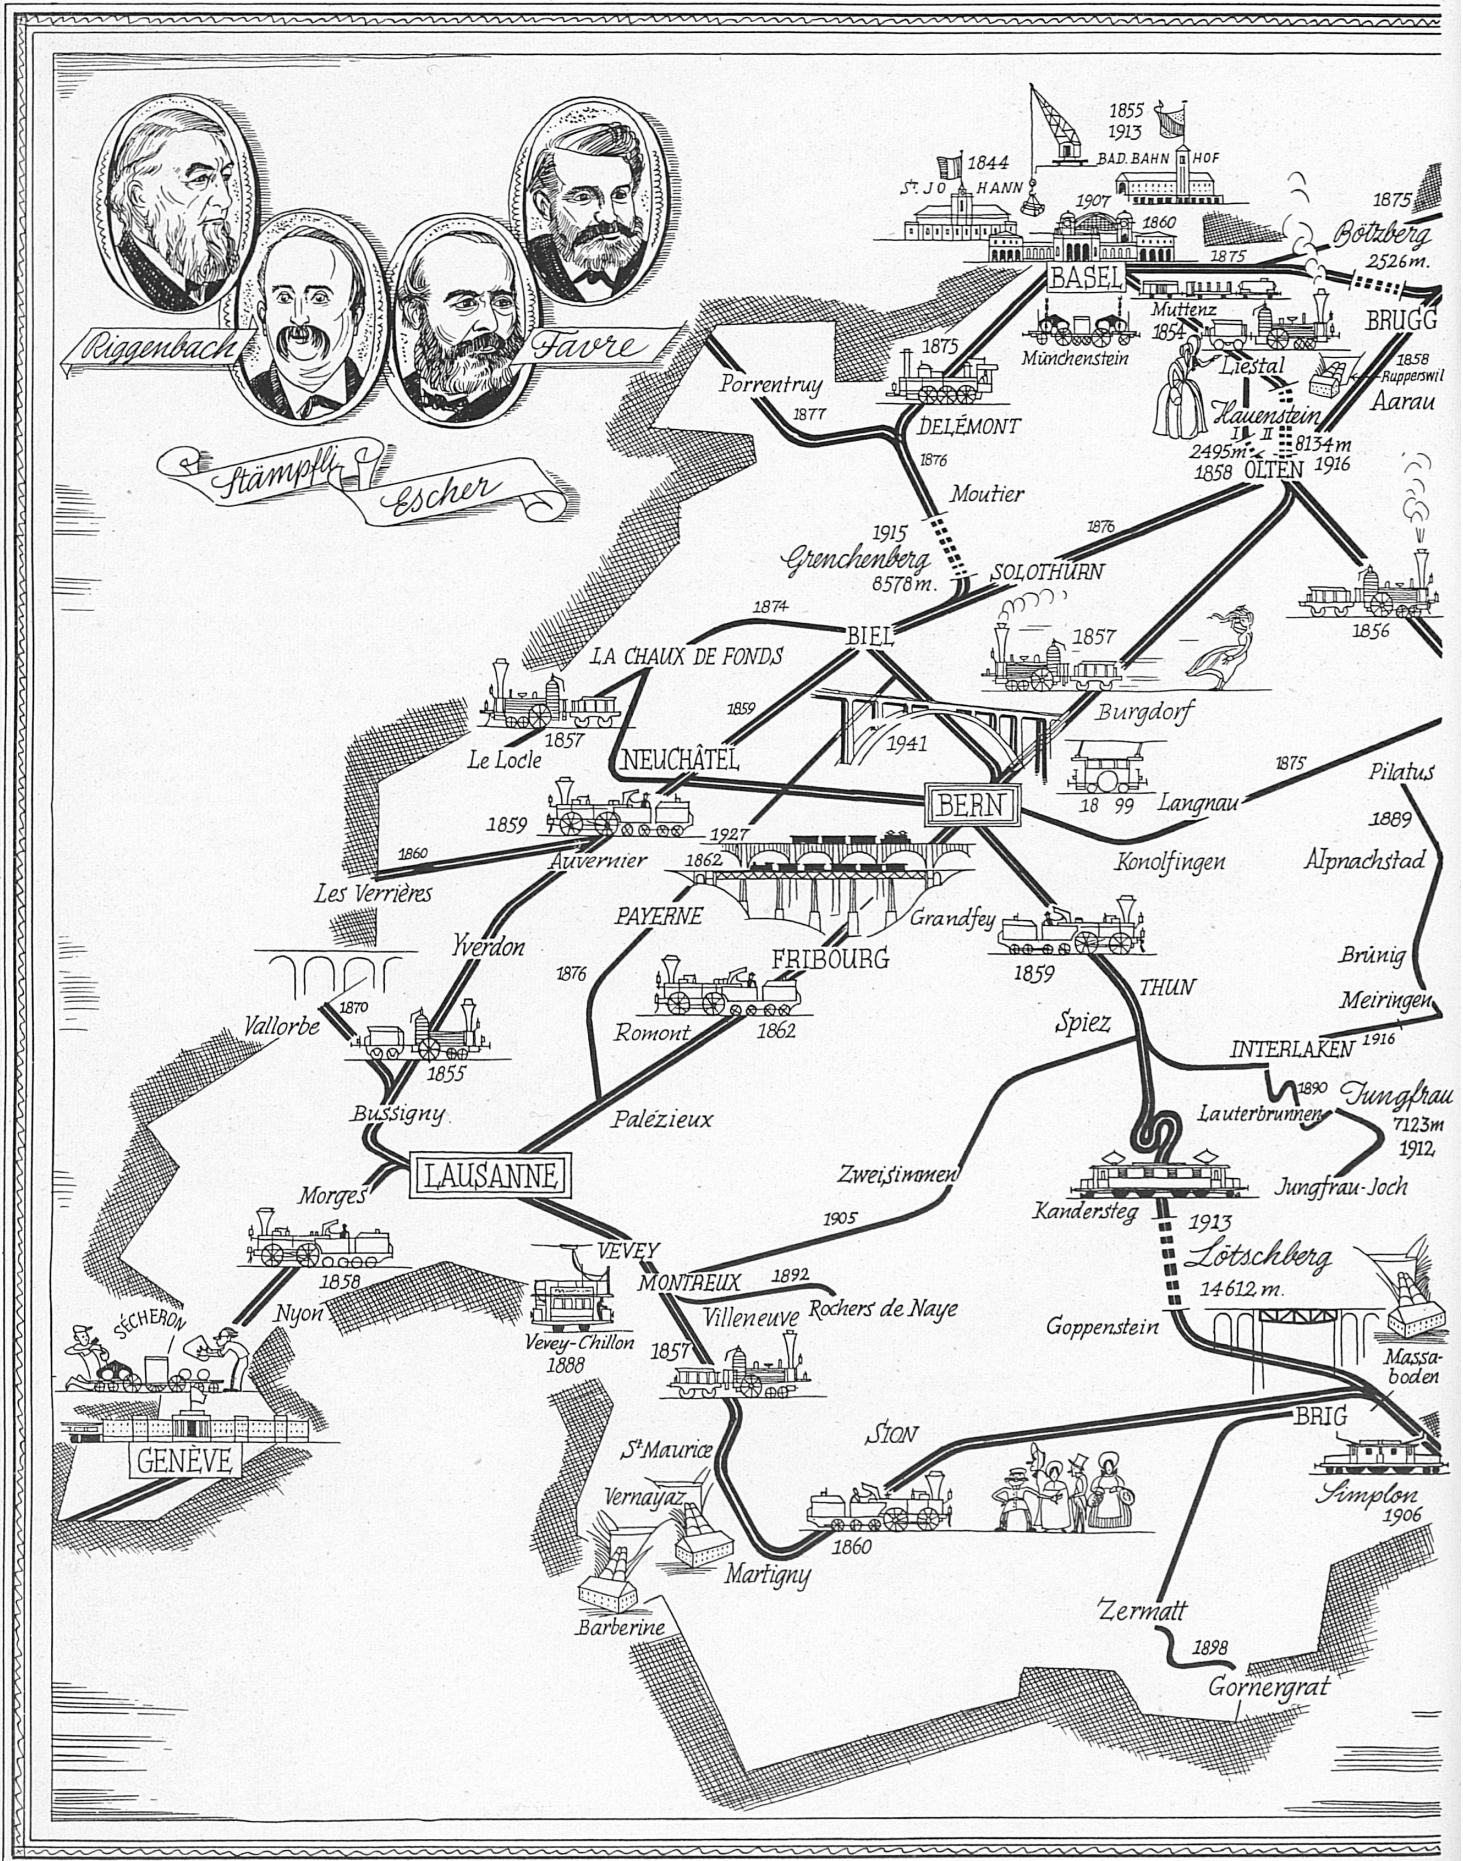 Riggenbach
Stämpfli
Escher
Favre
1855
1913
BAD. BAHNHOF
1844
St. JOHANN
1907
1860
1875
Bötzberg
2526 m.
1875
BASEL
Muttenz
1854
Münchenstein
BRUGG
1858
Rupperswil
Aarau
Liestal
Hauenstein
I II
2495m
8134m
1858
OLTEN
1916
1875
Porrentruy
1877
DELÉMONT
1876
Moutier
1915
Grenchenberg
8578 m.
1876
SOLOTHURN
1856
1874
BIEL
LA CHAUX DE FONDS
1857
Burgdorf
1857
Le Locle
1859
NEUCHÂTEL
1941
BERN
18 99
Langnau
1875
Pilatus
1889
Alpnachstad
Konolfingen
1859
1927
1862
Auvernier
1860
Les Verrières
PAYERNE
Grandfey
FRIBOURG
Yverdon
1876
Romont
1862
1859
THUN
Brünig
Meiringen
1916
Spiez
INTERLAKEN
1870
Vallorbe
1855
Bussigny
Palézieux
1890
Lauterbrunnen
Jungfrau
7123m
1912
Jungfrau-Joch
LAUSANNE
Morges
1858
Nyon
Zweisimmen
1905
Kandersteg
1913
Lötschberg
14612 m.
Goppenstein
VEVEY
MONTREUX
1892
Rochers de Naye
Villeneuve
Vevey-Chillon
1888
1857
SÉCHERON
GENÈVE
Massa-
boden
BRIG
Simplon
1906
SION
St Maurice
Vernayaz
1860
Martigny
Barberine
Zermatt
1898
Gornergrat